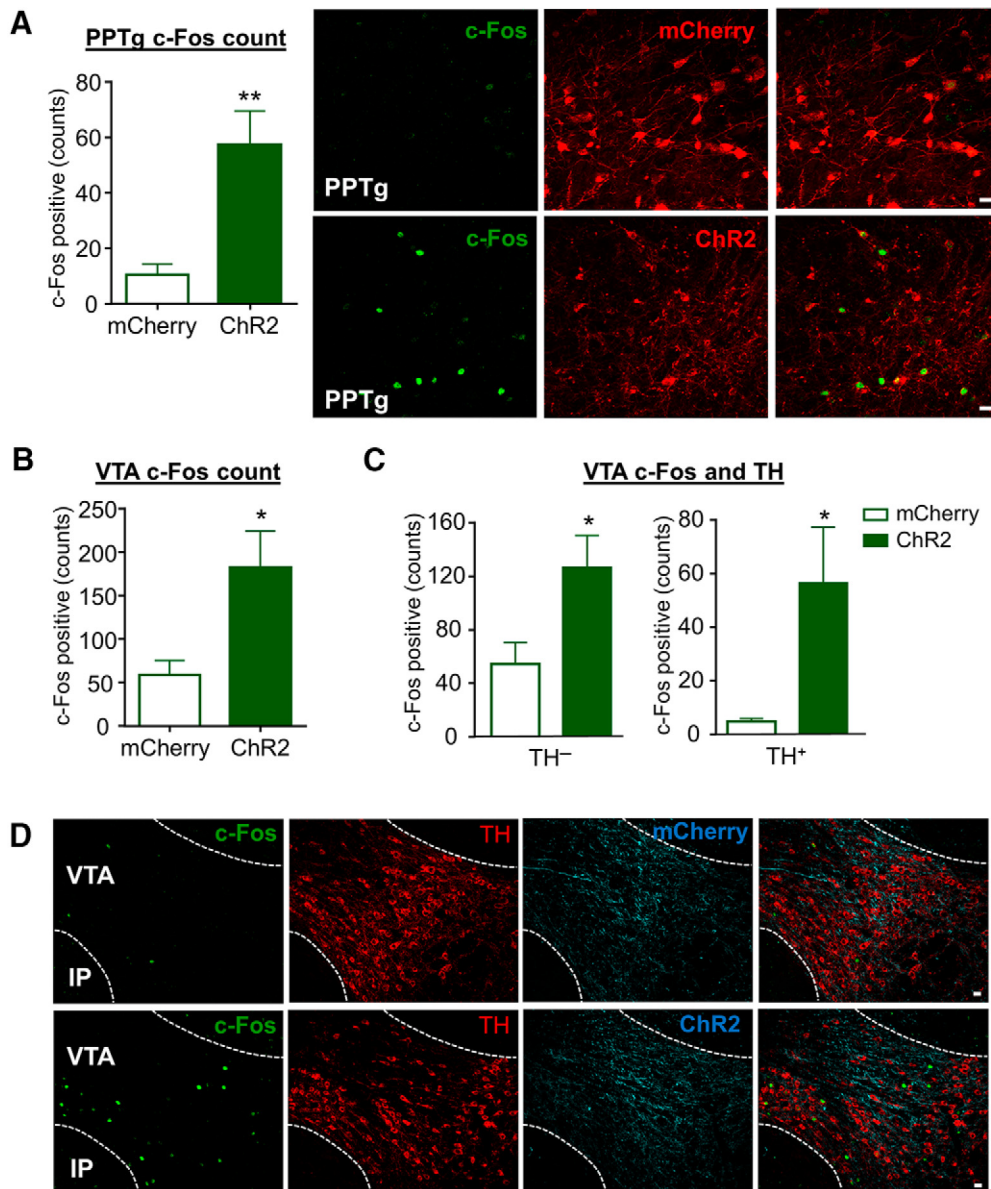 A
PPTg c-Fos count
c-Fos positive (counts)
80
60
40
20
0
**
mCherry
ChR2
c-Fos
mCherry
PPTg
c-Fos
ChR2
PPTg
B
VTA c-Fos count
c-Fos positive (counts)
250
200
150
100
50
0
*
mCherry
ChR2
C
VTA c-Fos and TH
c-Fos positive (counts)
160
120
80
40
0
*
TH–
c-Fos positive (counts)
80
60
40
20
0
*
TH+
mCherry
ChR2
D
c-Fos
VTA
IP
TH
mCherry
c-Fos
VTA
IP
TH
ChR2